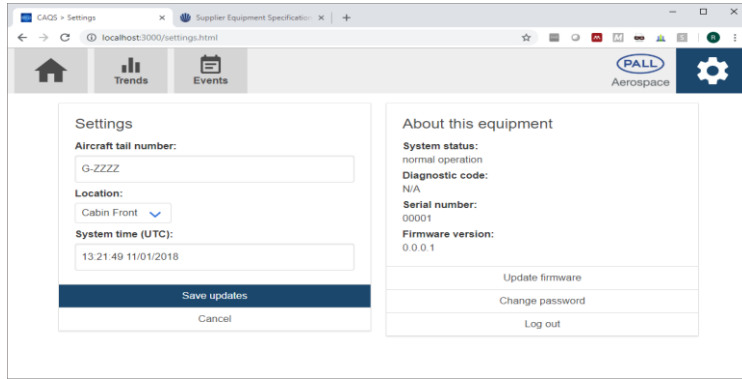 CAQS > Settings
Supplier Equipment Specification
localhost:3000/settings.html
Trends
Events
PALL
Aerospace
Settings
Aircraft tail number:
G-ZZZZ
Location:
Cabin Front
System time (UTC):
13:21:49 11/01/2018
Save updates
Cancel
About this equipment
System status:
normal operation
Diagnostic code:
N/A
Serial number:
00001
Firmware version:
0.0.0.1
Update firmware
Change password
Log out